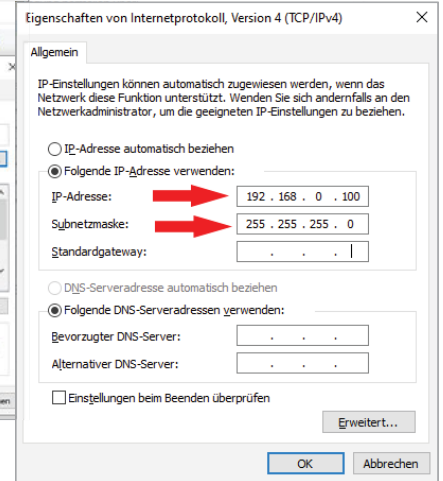 Eigenschaften von Internetprotokoll, Version 4 (TCP/IPv4)
Allgemein
IP-Einstellungen können automatisch zugewiesen werden, wenn das
Netzwerk diese Funktion unterstützt. Wenden Sie sich andernfalls an den
Netzwerkadministrator, um die geeigneten IP-Einstellungen zu beziehen.
IP-Adresse automatisch beziehen
Folgende IP-Adresse verwenden:
IP-Adresse: 192 . 168 . 0 . 100
Subnetzmaske: 255 . 255 . 255 . 0
Standardgateway: . . .
DNS-Serveradresse automatisch beziehen
Folgende DNS-Serveradressen verwenden:
Bevorzugter DNS-Server: . . .
Alternativer DNS-Server: . . .
Einstellungen beim Beenden überprüfen
Erweitert...
OK Abbrechen